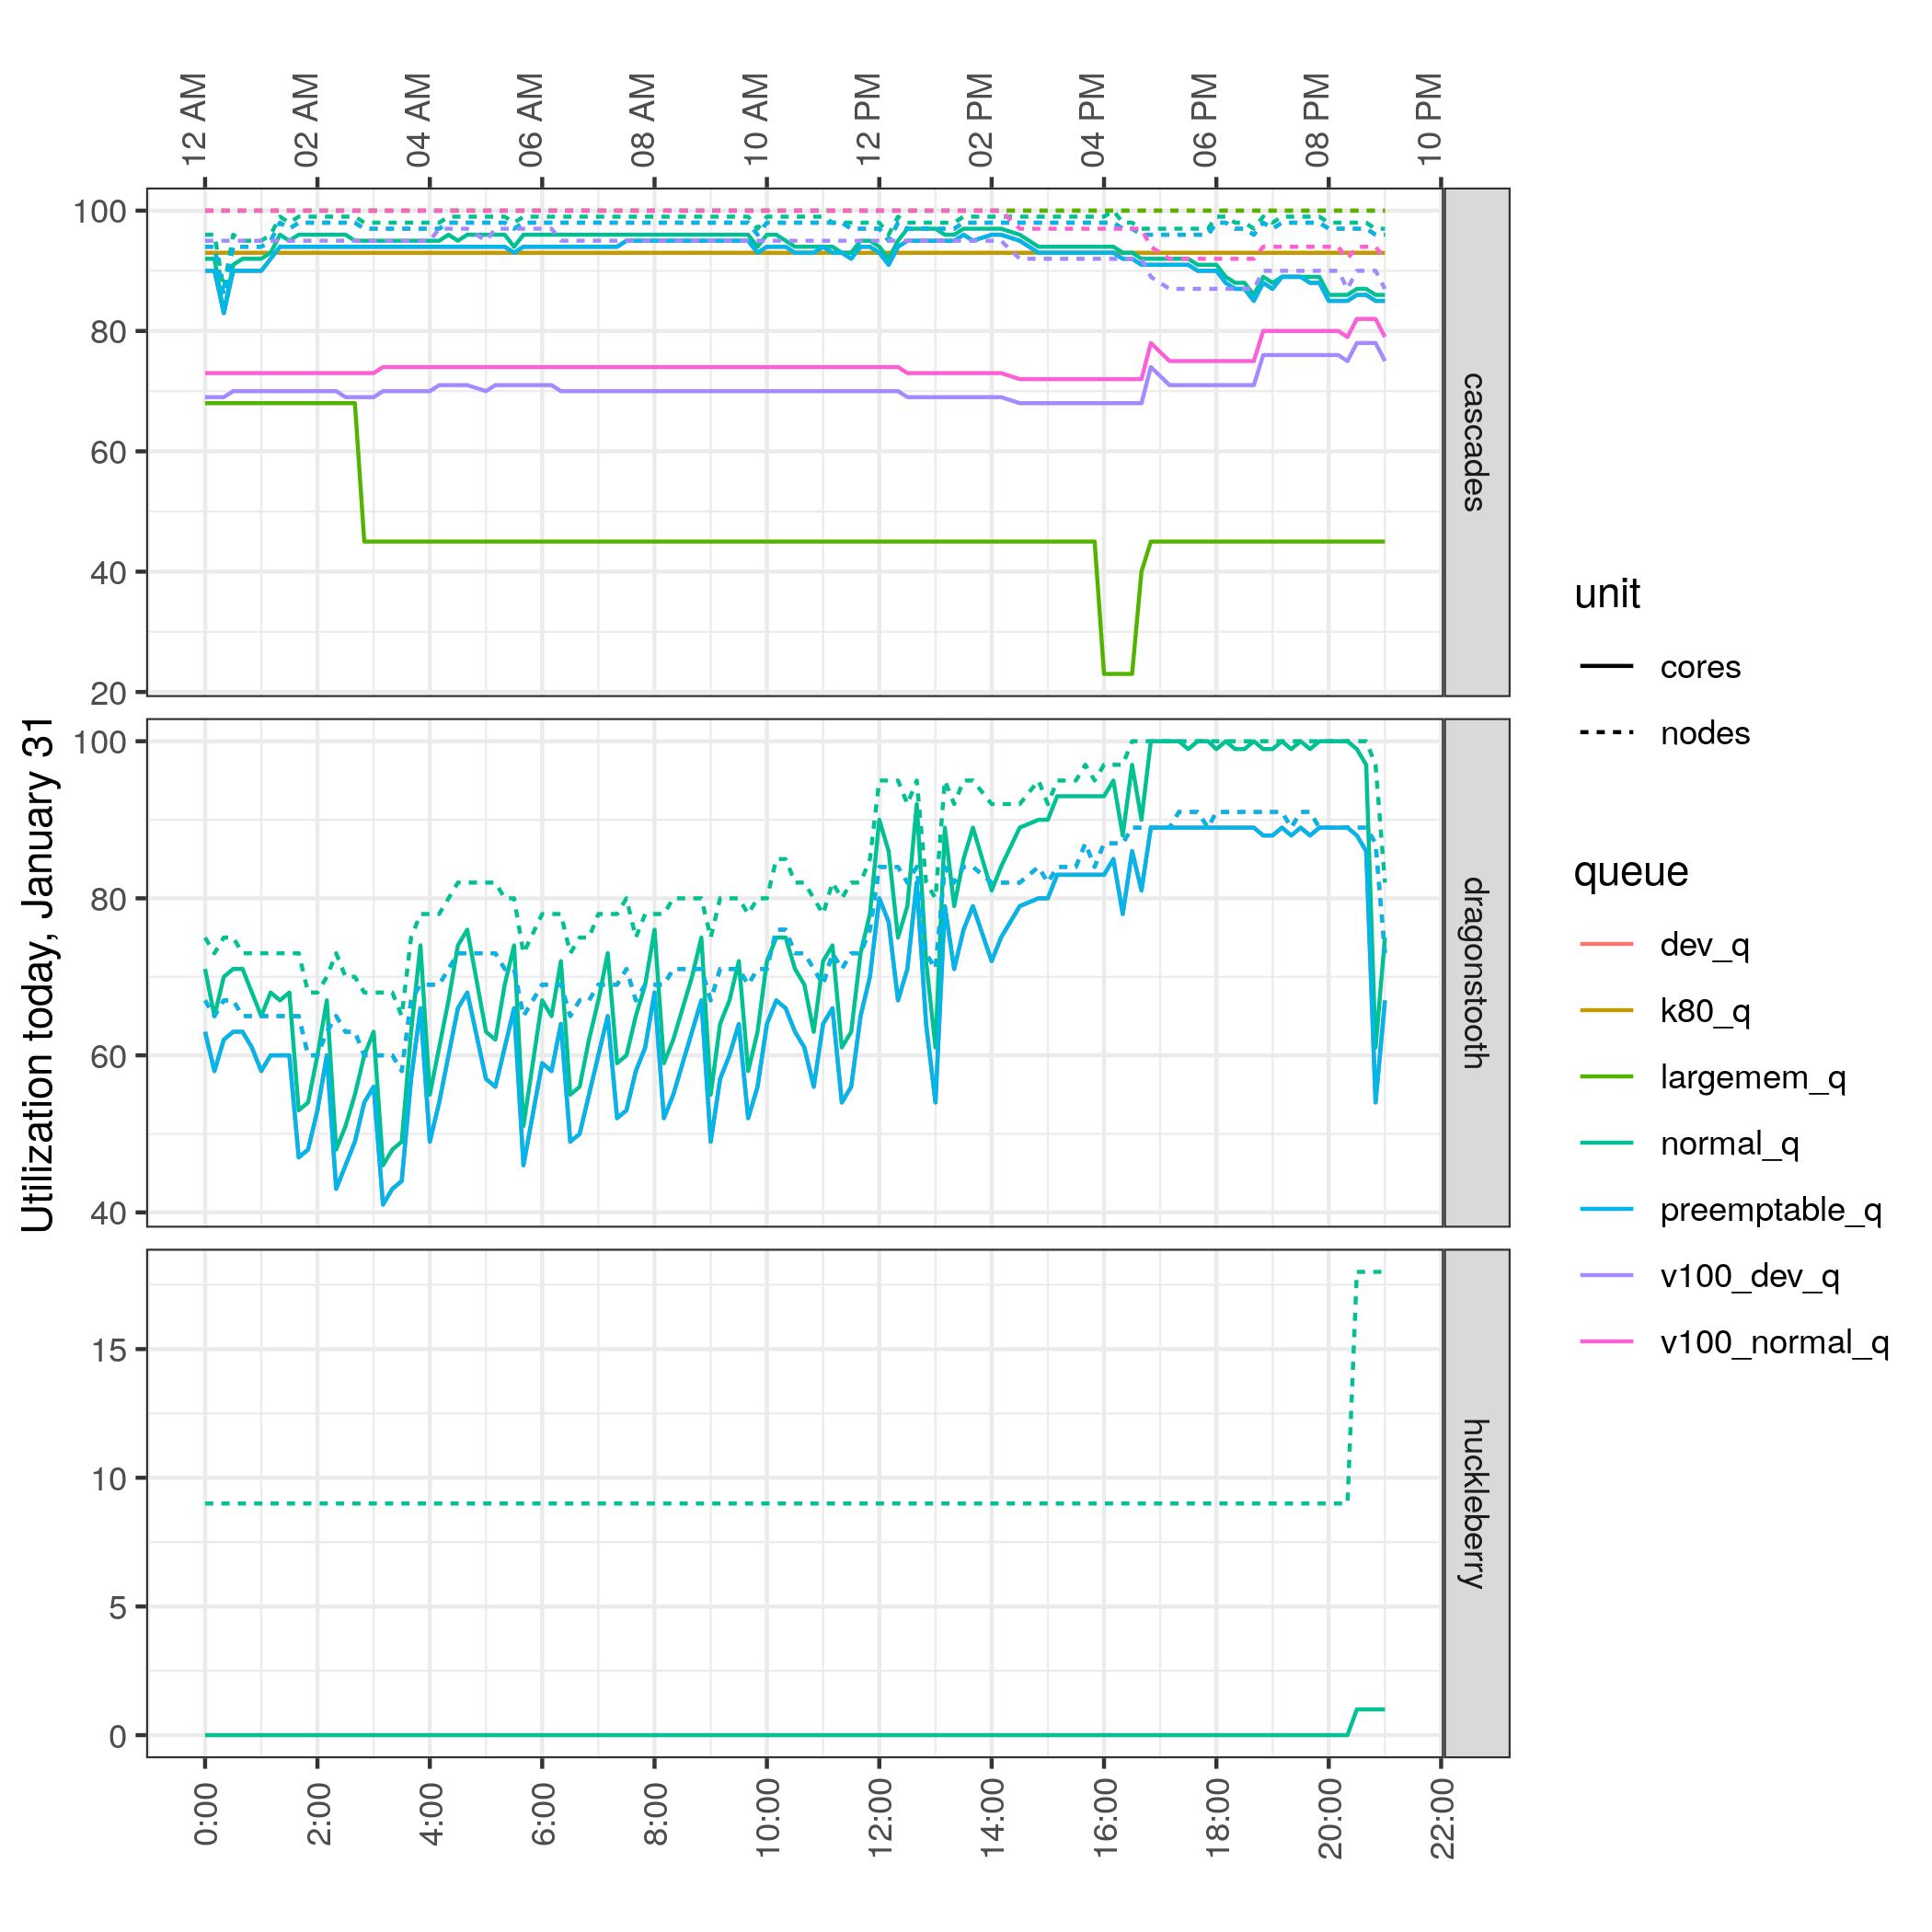 12 AM
02 AM
04 AM
06 AM
08 AM
10 AM
12 PM
02 PM
04 PM
06 PM
08 PM
10 PM
Utilization today, January 31
100
80
60
40
20
cascades
100
80
60
40
dragonstooth
15
10
5
0
huckleberry
0:00
2:00
4:00
6:00
8:00
10:00
12:00
14:00
16:00
18:00
20:00
22:00
unit
cores
nodes
queue
dev_q
k80_q
largemem_q
normal_q
preemptable_q
v100_dev_q
v100_normal_q